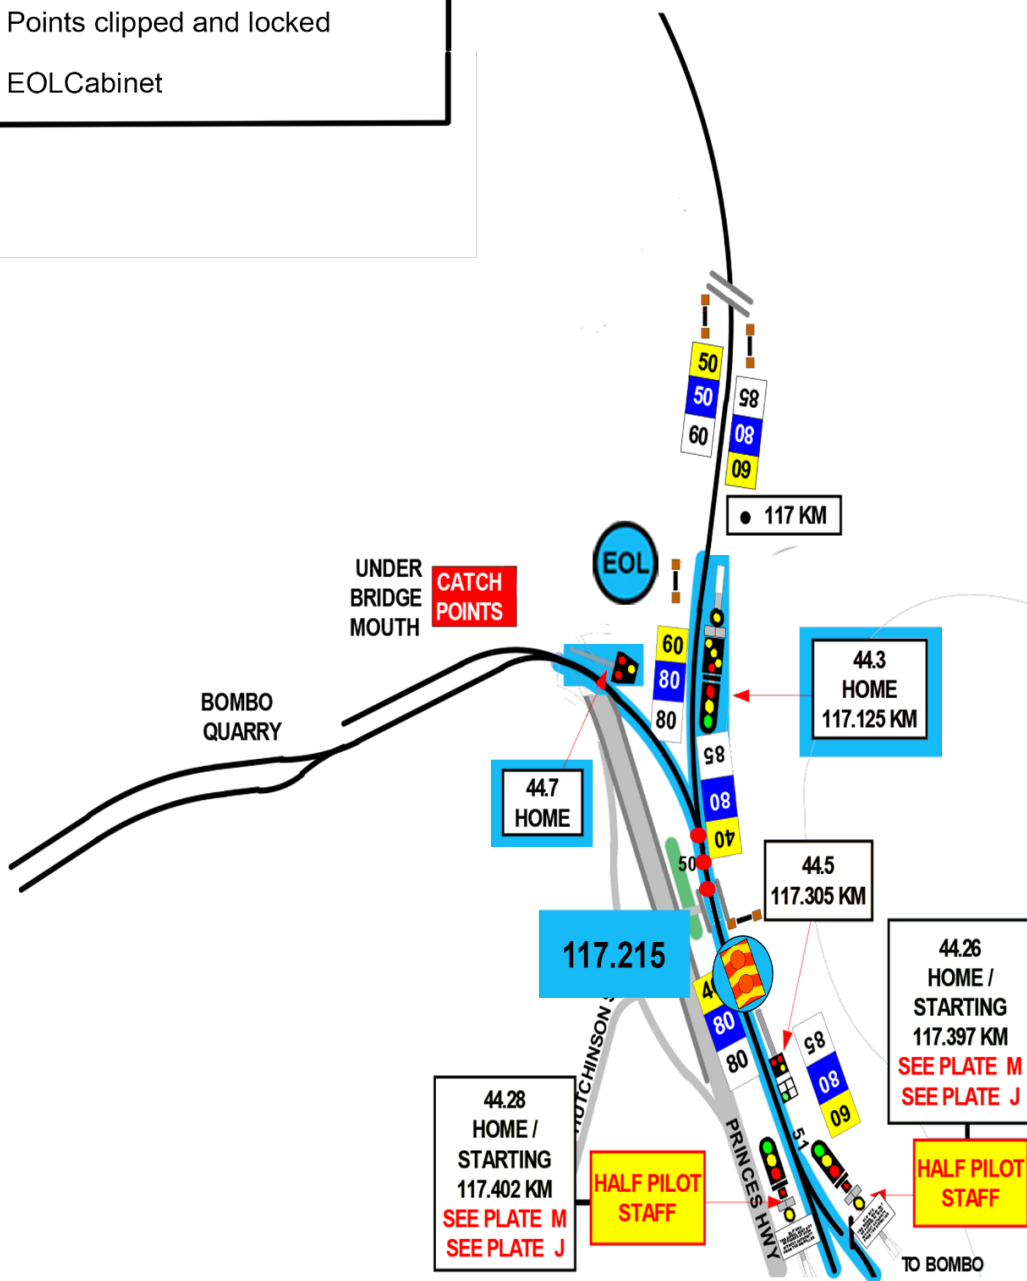 Points clipped and locked
EOLCabinet
50
50
60
85
80
60
117 KM
EOL
UNDER
BRIDGE
MOUTH
CATCH
POINTS
60
80
80
44.3
HOME
117.125 KM
BOMBO
QUARRY
85
80
40
44.7
HOME
50
44.5
117.305 KM
117.215
40
80
80
85
80
60
44.26
HOME /
STARTING
117.397 KM
SEE PLATE M
SEE PLATE J
HUTCHINSON
44.28
HOME /
STARTING
117.402 KM
SEE PLATE M
SEE PLATE J
HALF PILOT
STAFF
PRINCES HWY
51
HALF PILOT
STAFF
TO BOMBO